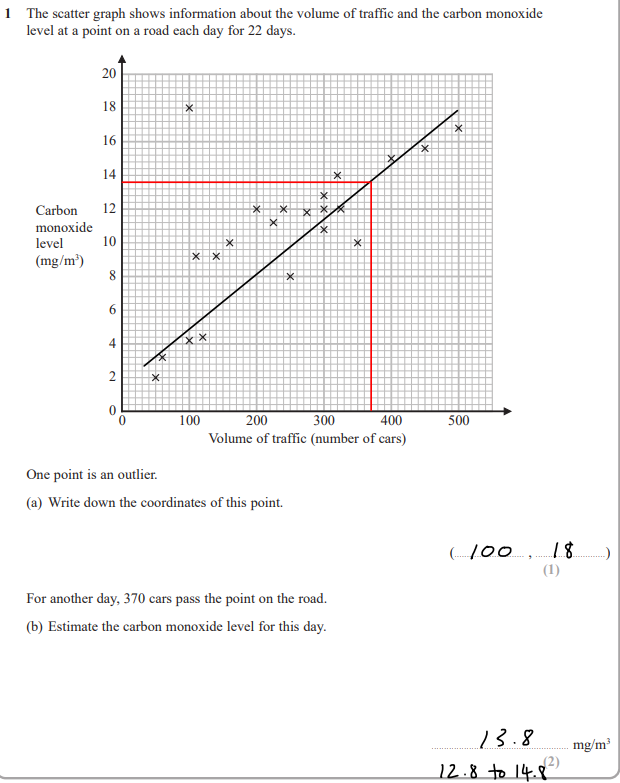 1 The scatter graph shows information about the volume of traffic and the carbon monoxide
level at a point on a road each day for 22 days.
20
18
16
14
12
10
8
6
4
2
0
Carbon
monoxide
level
(mg/m³)
0 100 200 300 400 500
Volume of traffic (number of cars)
One point is an outlier.
(a) Write down the coordinates of this point.
( 100 , 18 )
(1)
For another day, 370 cars pass the point on the road.
(b) Estimate the carbon monoxide level for this day.
13.8 mg/m³
(2)
12.8 to 14.8